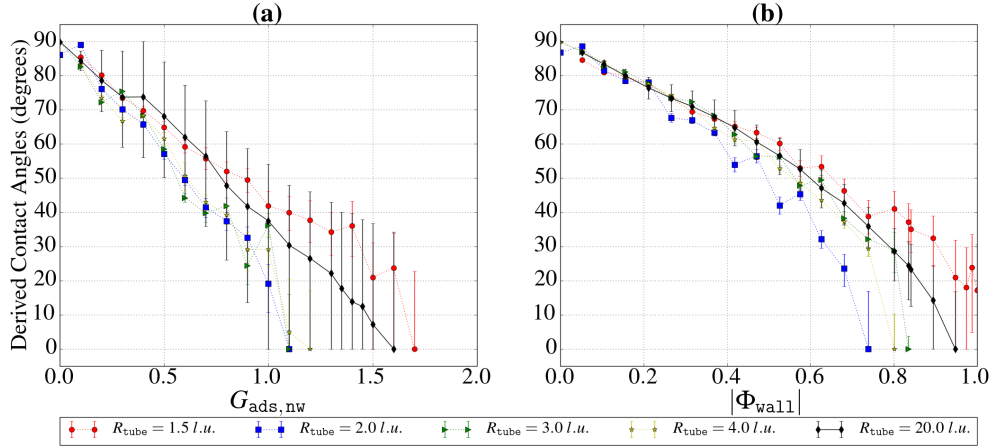 (a)
(b)
Derived Contact Angles (degrees)
90
80
70
60
50
40
30
20
10
0
0.0 0.5 1.0 1.5 2.0
G_ads,nw
90
80
70
60
50
40
30
20
10
0
0.0 0.2 0.4 0.6 0.8 1.0
|Φ_wall|
R_tube = 1.5 l.u. R_tube = 2.0 l.u. R_tube = 3.0 l.u. R_tube = 4.0 l.u. R_tube = 20.0 l.u.